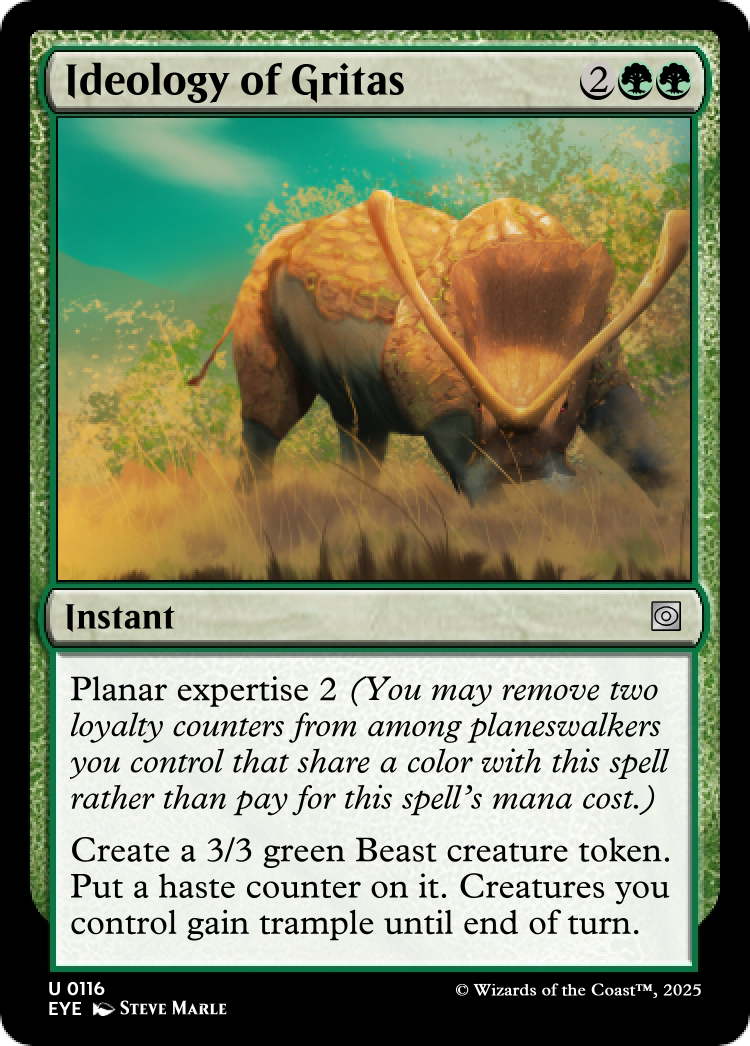 Ideology of Gritas 2
Instant
Planar expertise 2 (You may remove two
loyalty counters from among planeswalkers
you control that share a color with this spell
rather than pay for this spell's mana cost.)
Create a 3/3 green Beast creature token.
Put a haste counter on it. Creatures you
control gain trample until end of turn.
U 0116
EYE STEVE MARLE
© Wizards of the Coast™, 2025